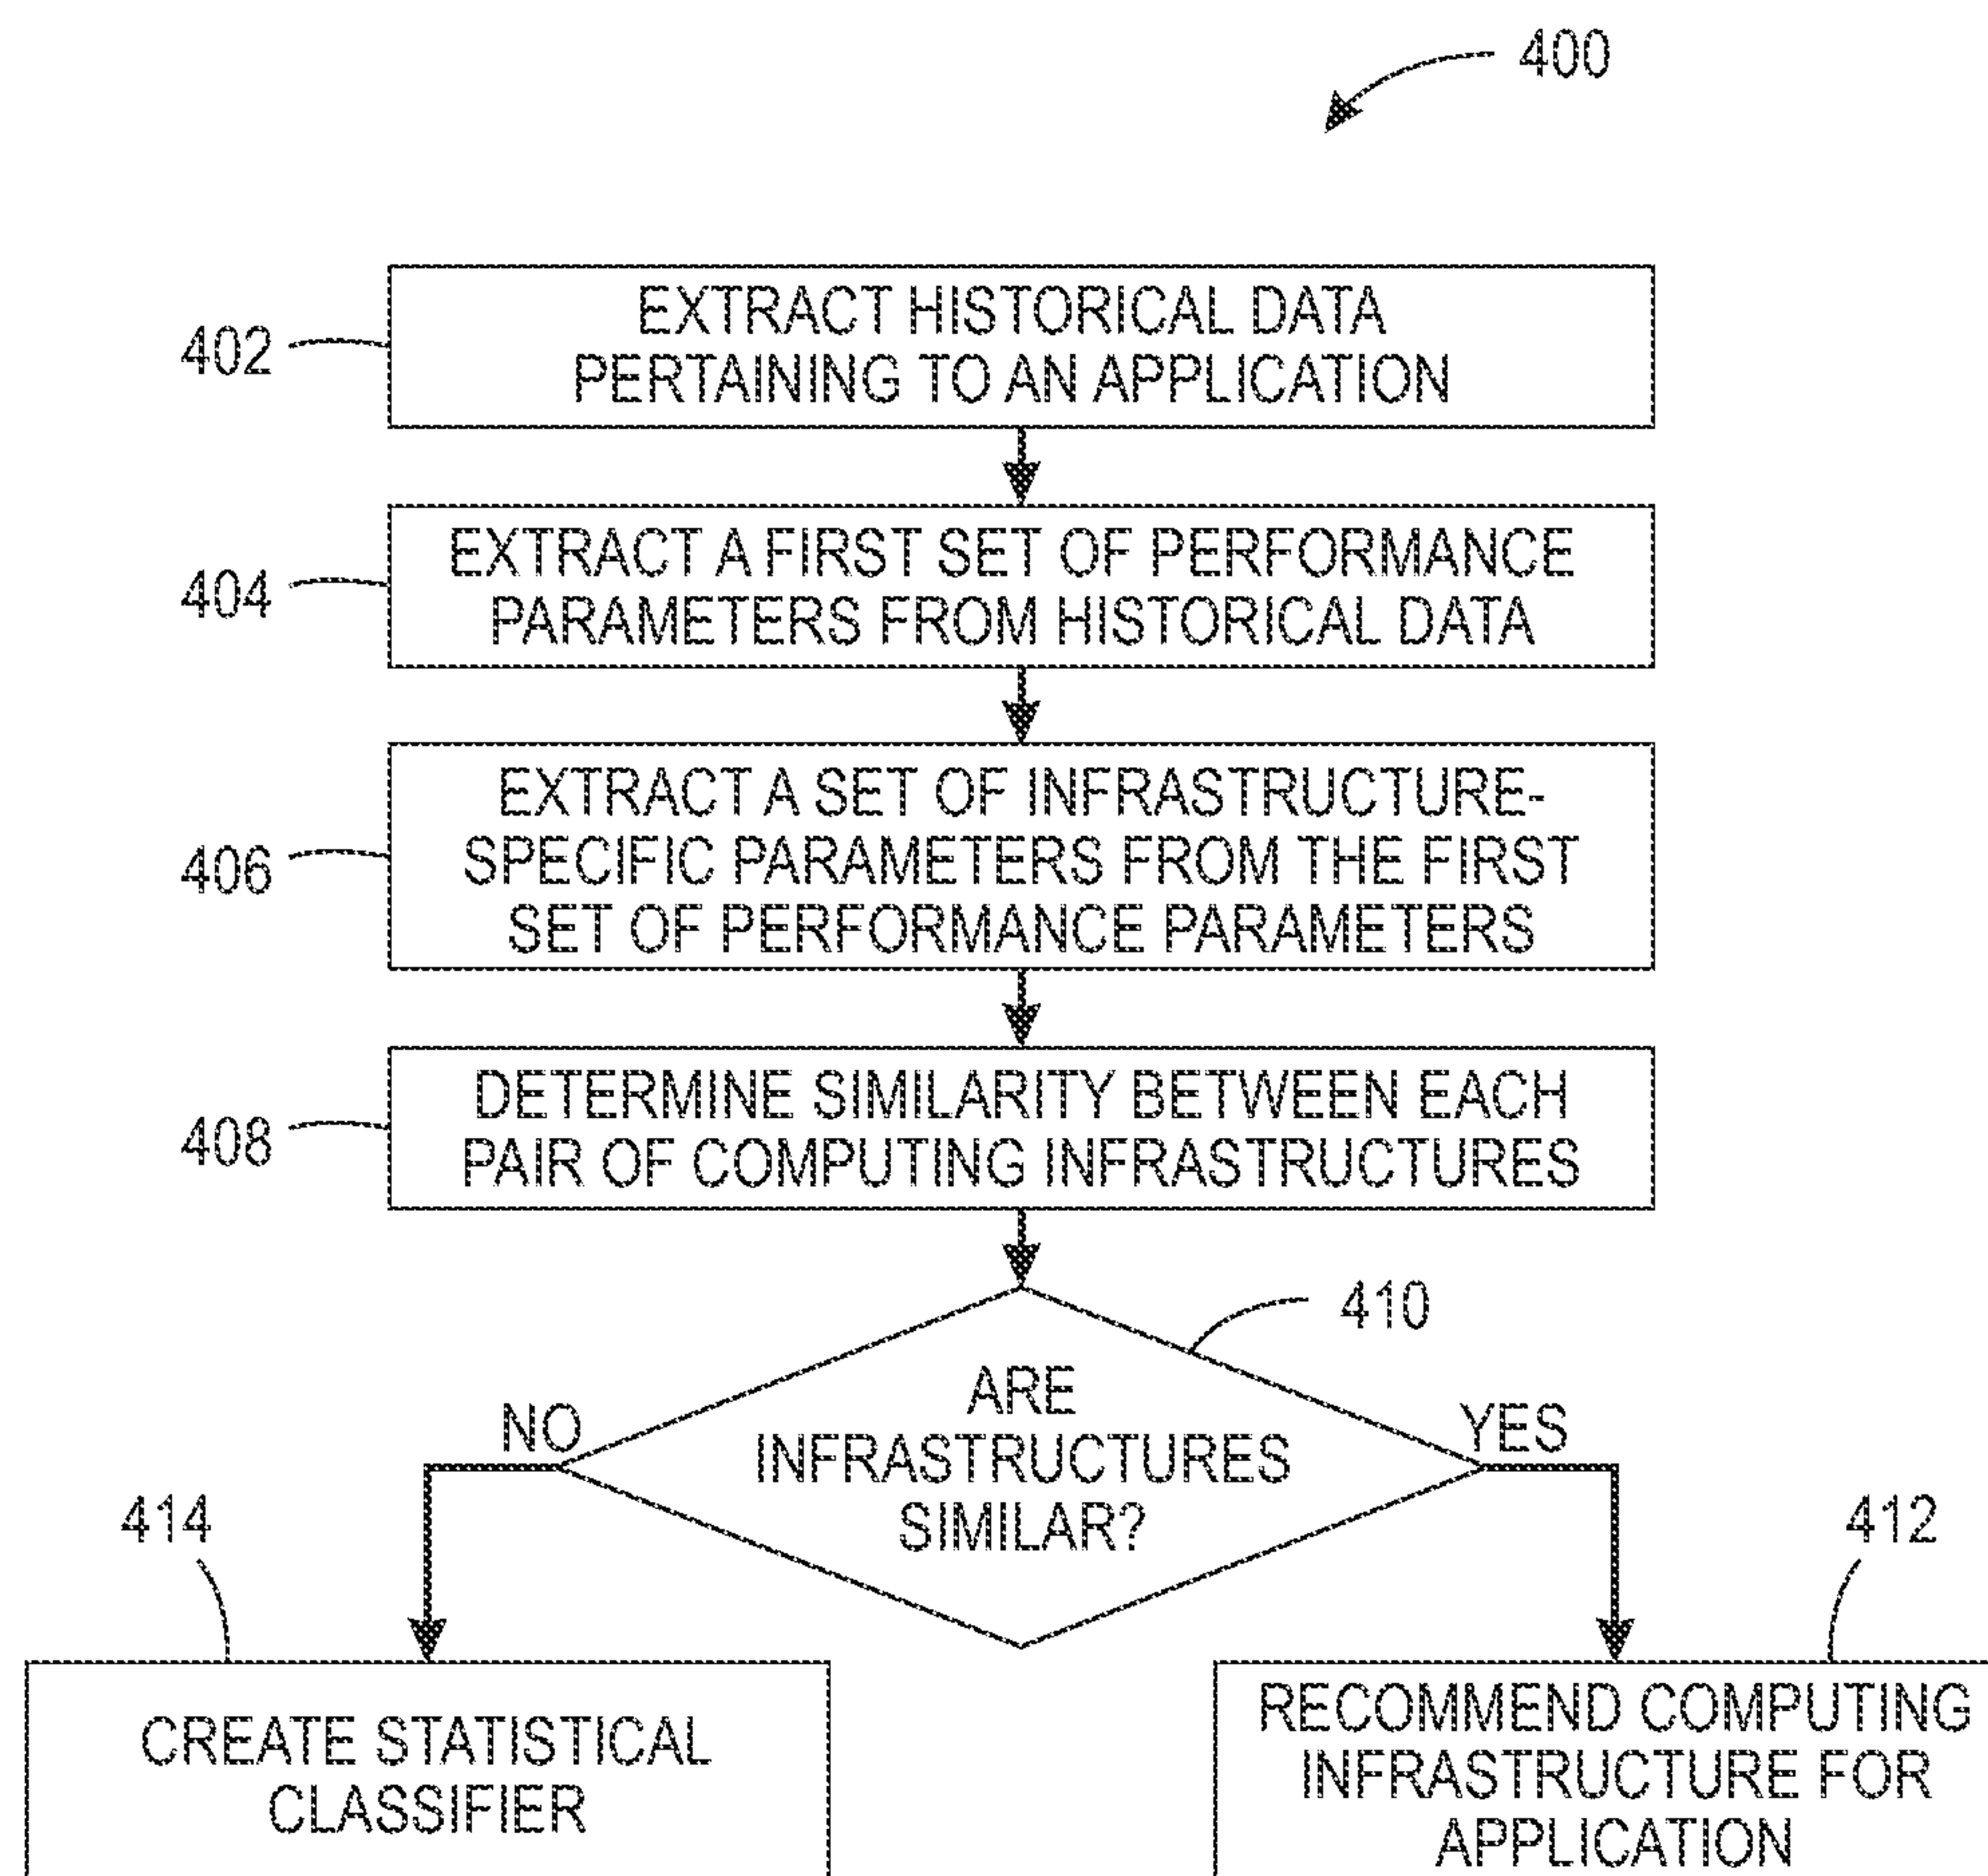 400
402
EXTRACT HISTORICAL DATA
PERTAINING TO AN APPLICATION
404
EXTRACT A FIRST SET OF PERFORMANCE
PARAMETERS FROM HISTORICAL DATA
406
EXTRACT A SET OF INFRASTRUCTURE-
SPECIFIC PARAMETERS FROM THE FIRST
SET OF PERFORMANCE PARAMETERS
408
DETERMINE SIMILARITY BETWEEN EACH
PAIR OF COMPUTING INFRASTRUCTURES
410
ARE
INFRASTRUCTURES
SIMILAR?
NO
YES
414
CREATE STATISTICAL
CLASSIFIER
412
RECOMMEND COMPUTING
INFRASTRUCTURE FOR
APPLICATION